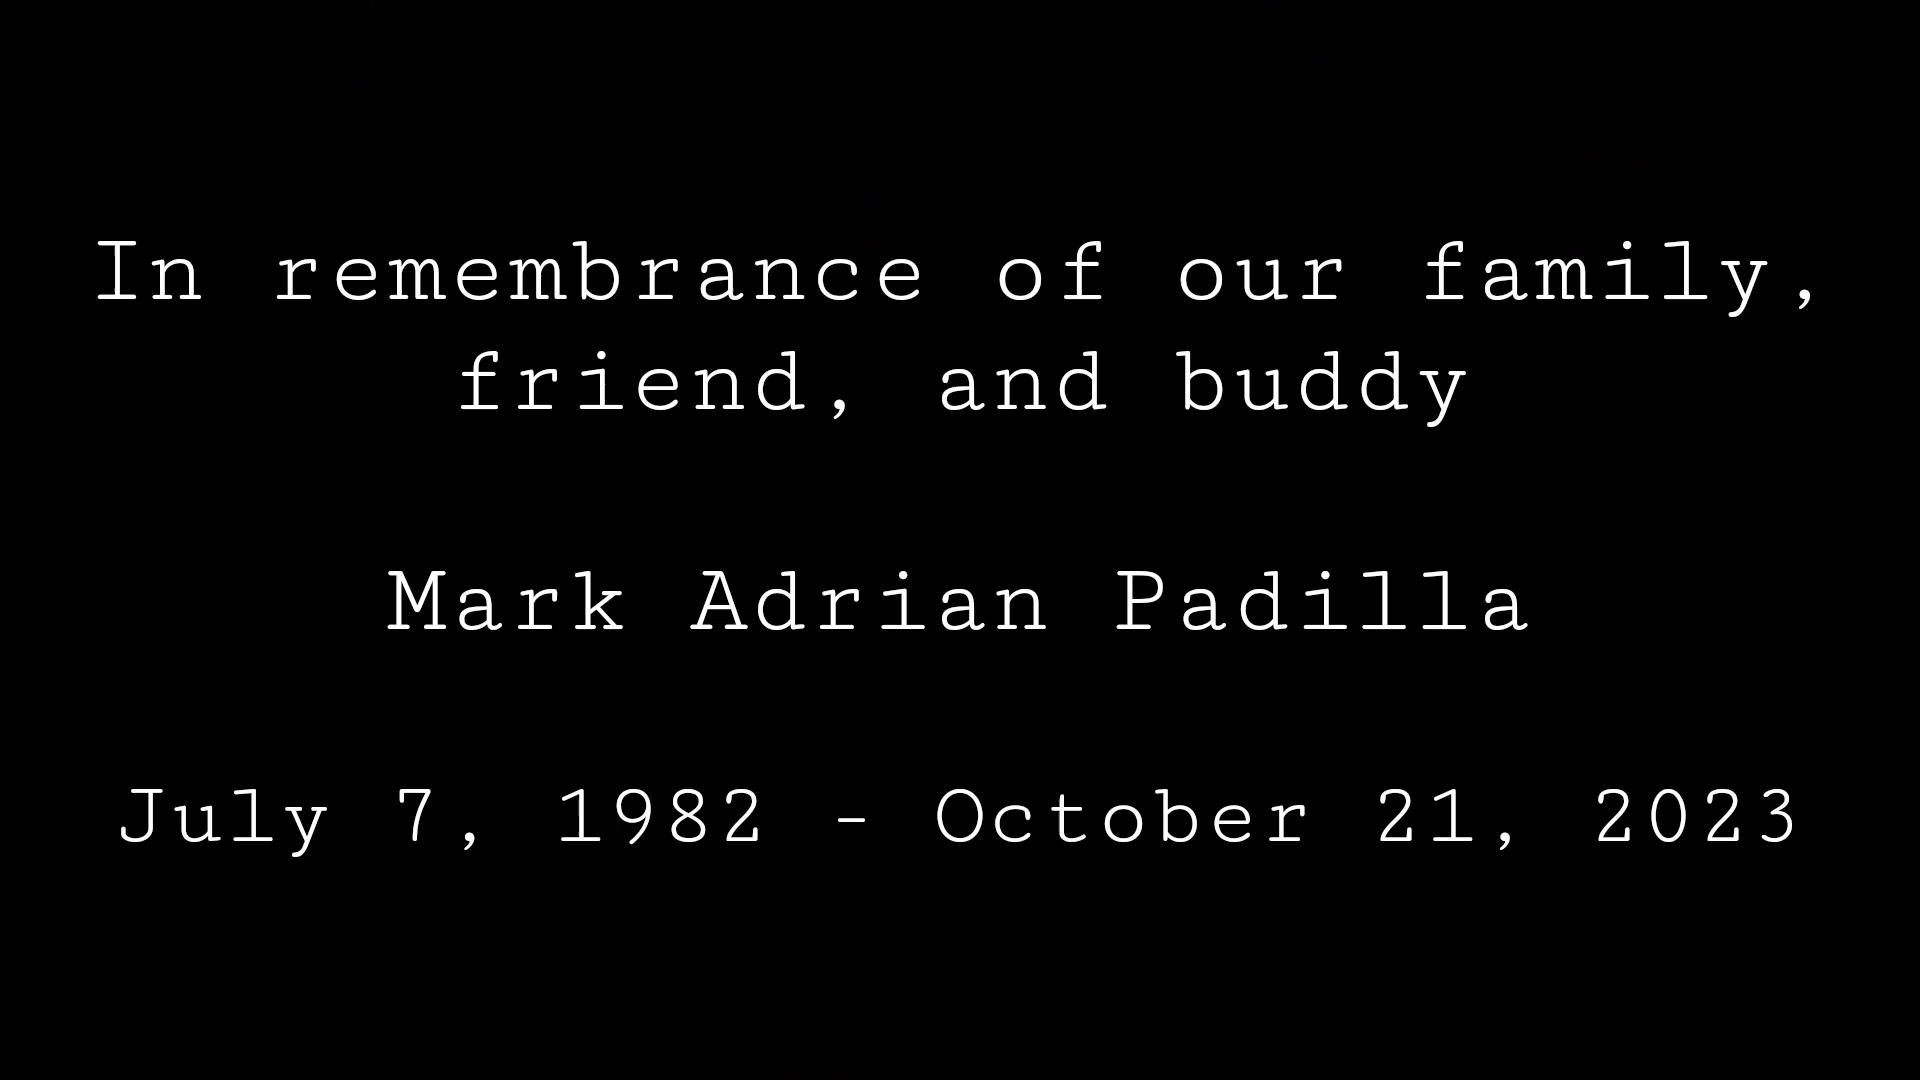 In remembrance of our family,
friend, and buddy
Mark Adrian Padilla
July 7, 1982 - October 21, 2023